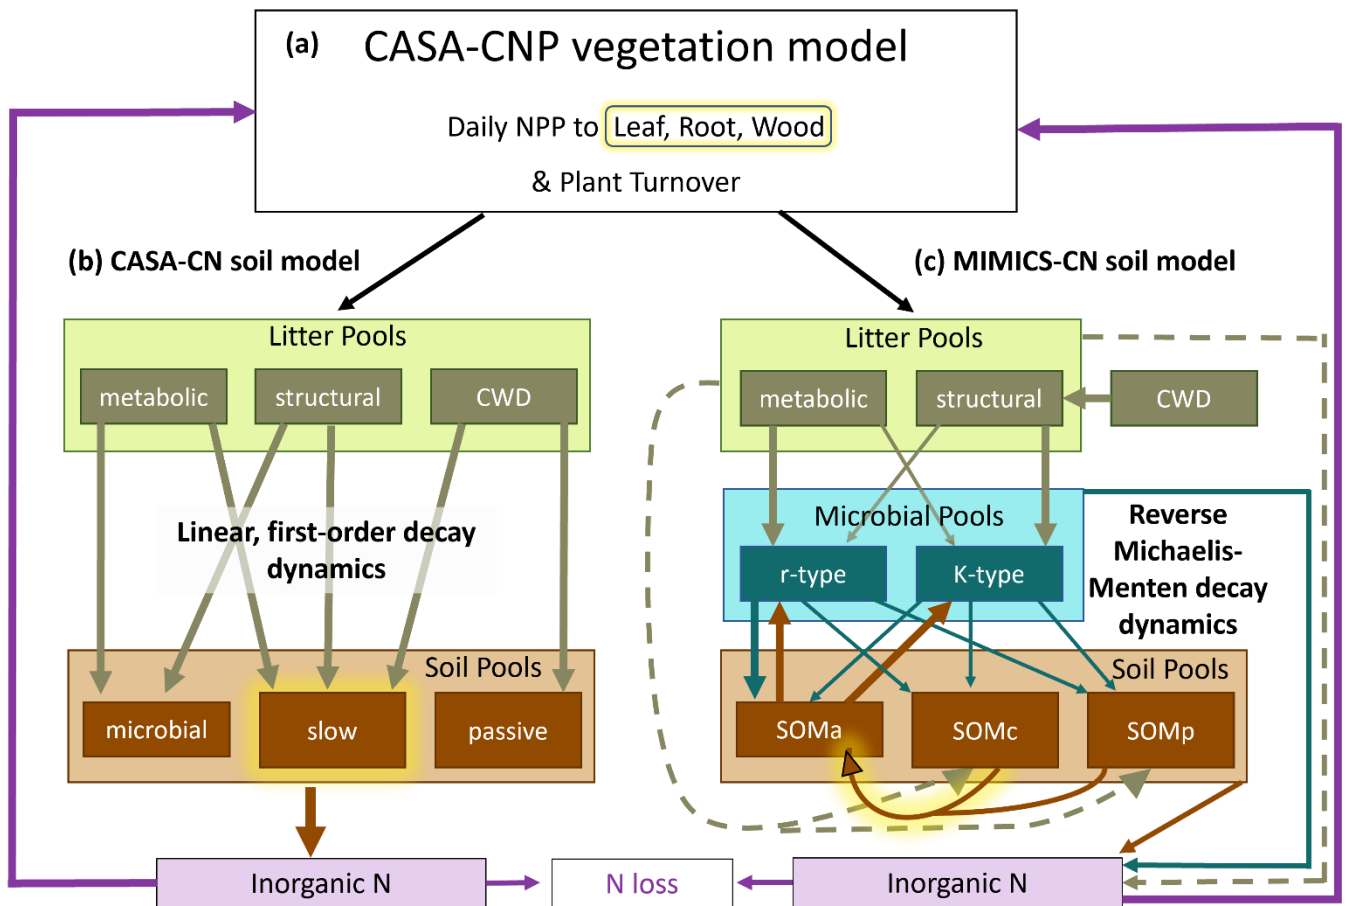 (a) CASA-CNP vegetation model
Daily NPP to Leaf, Root, Wood
& Plant Turnover
(b) CASA-CN soil model
(c) MIMICS-CN soil model
Litter Pools
metabolic
structural
CWD
Linear, first-order decay
dynamics
Soil Pools
microbial
slow
passive
Inorganic N
Litter Pools
metabolic
structural
CWD
Microbial Pools
r-type
K-type
Reverse
Michaelis-
Menten decay
dynamics
Soil Pools
SOMa
SOMc
SOMp
N loss
Inorganic N